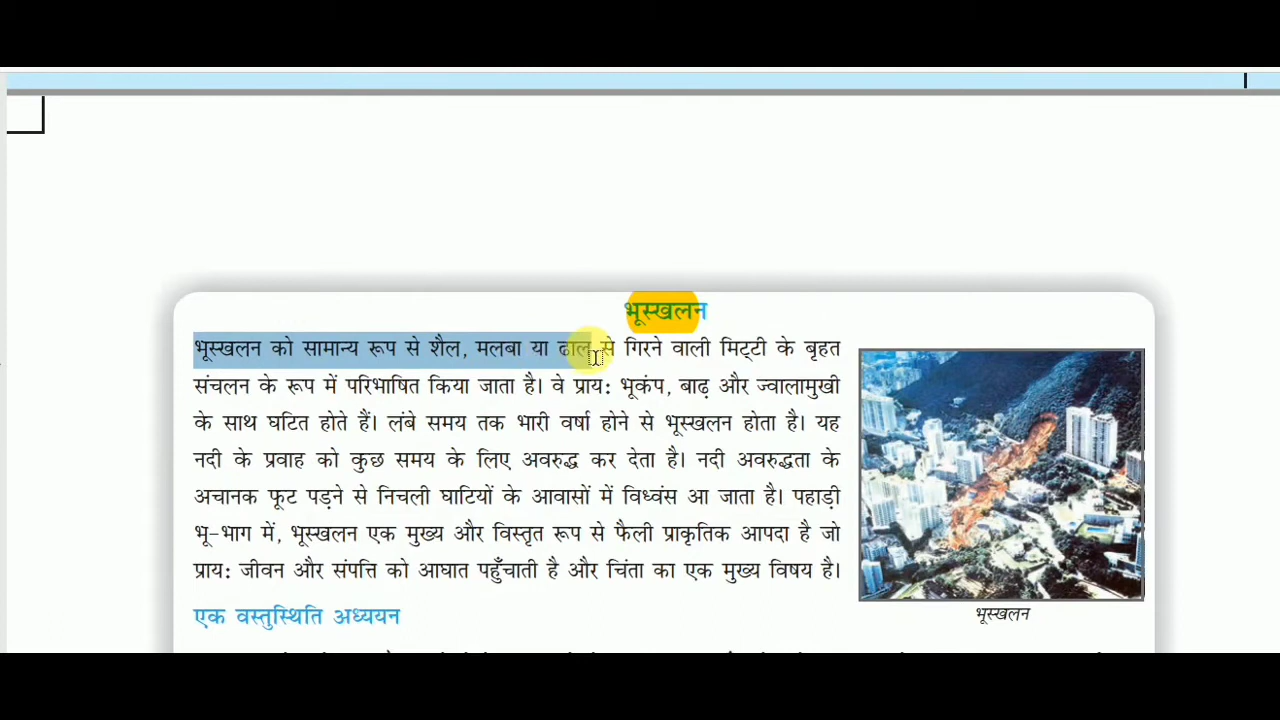 भूस्खलन
भूस्खलन को सामान्य रूप से शैल, मलबा या ढाल से गिरने वाली मिट्टी के बृहत
संचलन के रूप में परिभाषित किया जाता है। वे प्राय: भूकंप, बाढ़ और ज्वालामुखी
के साथ घटित होते हैं। लंबे समय तक भारी वर्षा होने से भूस्खलन होता है। यह
नदी के प्रवाह को कुछ समय के लिए अवरुद्ध कर देता है। नदी अवरुद्धता के
अचानक फूट पड़ने से निचली घाटियों के आवासों में विध्वंस आ जाता है। पहाड़ी
भू-भाग में, भूस्खलन एक मुख्य और विस्तृत रूप से फैली प्राकृतिक आपदा है जो
प्राय: जीवन और संपत्ति को आघात पहुँचाती है और चिंता का एक मुख्य विषय है।
भूस्खलन
एक वस्तुस्थिति अध्ययन